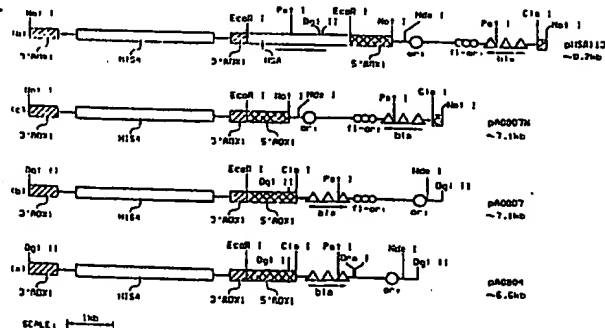 Not I EcoR I Pst I Bgl II EcoR I Not I Nde I Pst I Cla I Not I
3'AOX1 HIS4 3'AOX1 HSA 5'AOX1 ori f1-ori bla
Not I EcoR I Not I Nde I Pst I Cla I Not I
(c) pAO807N
~7.1kb
3'AOX1 HIS4 3'AOX1 5'AOX1 ori f1-ori bla
Bgl II EcoR I Bgl II Cla I Pst I Nde I Bgl II
(b) pAO807
~7.1kb
3'AOX1 HIS4 3'AOX1 5'AOX1 bla f1-ori ori
Bgl II EcoR I Bgl II Cla I Pst I Dra I Nde I Bgl II
(a) pAO804
~6.6kb
3'AOX1 HIS4 3'AOX1 5'AOX1 bla ori
SCALE: 1kb